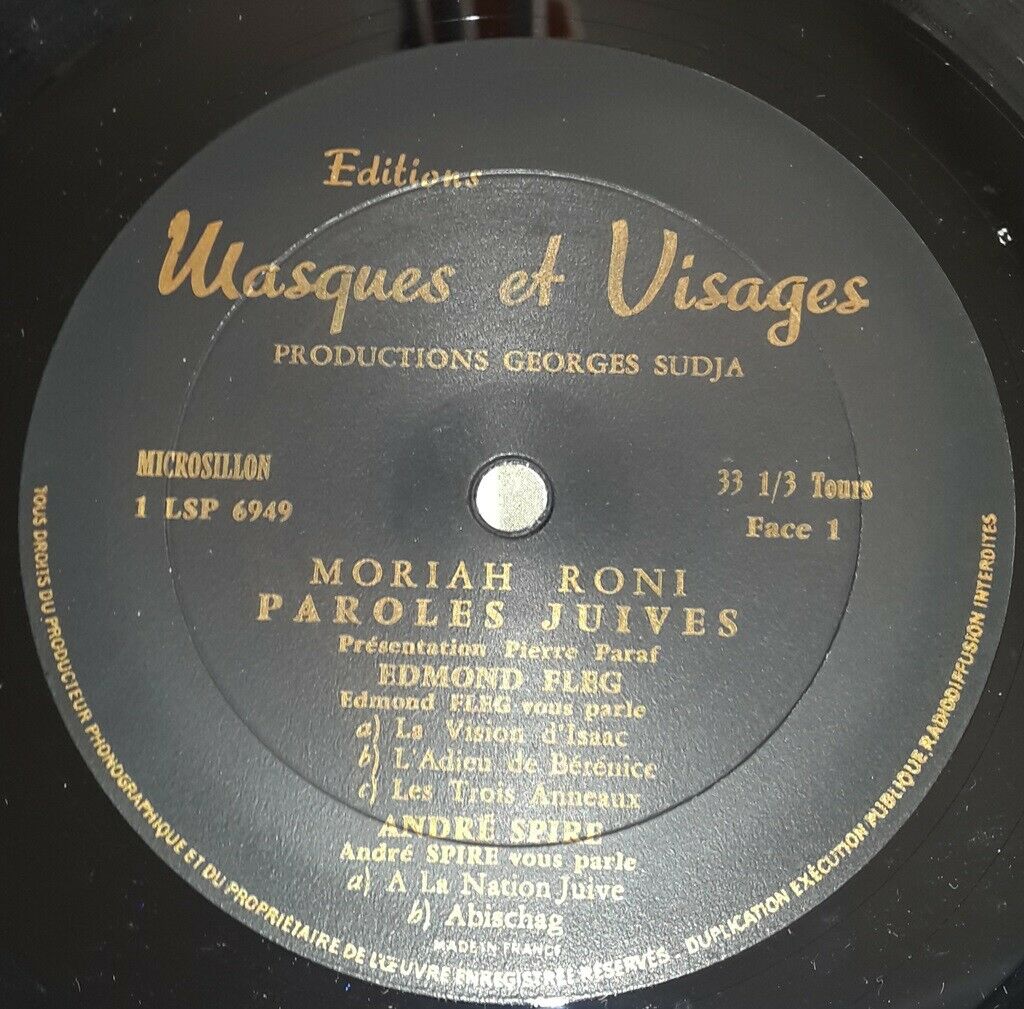 Editions
Masques et Visages
PRODUCTIONS GEORGES SUDJA
MICROSILLON
1 LSP 6949
33 1/3 Tours
Face 1
MORIAH RONI
PAROLES JUIVES
Présentation Pierre Paraf
EDMOND FLEG
Edmond FLEG vous parle
a) La Vision d'Isaac
b) L'Adieu de Bérénice
c) Les Trois Anneaux
ANDRÉ SPIRE
André SPIRE vous parle
a) A La Nation Juive
b) Abischag
MADE IN FRANCE
TOUS DROITS DU PRODUCTEUR PHONOGRAPHIQUE ET DU PROPRIÉTAIRE DE L'ŒUVRE ENREGISTRÉE RÉSERVÉS - DUPLICATION EXÉCUTION PUBLIQUE RADIODIFFUSION INTERDITES